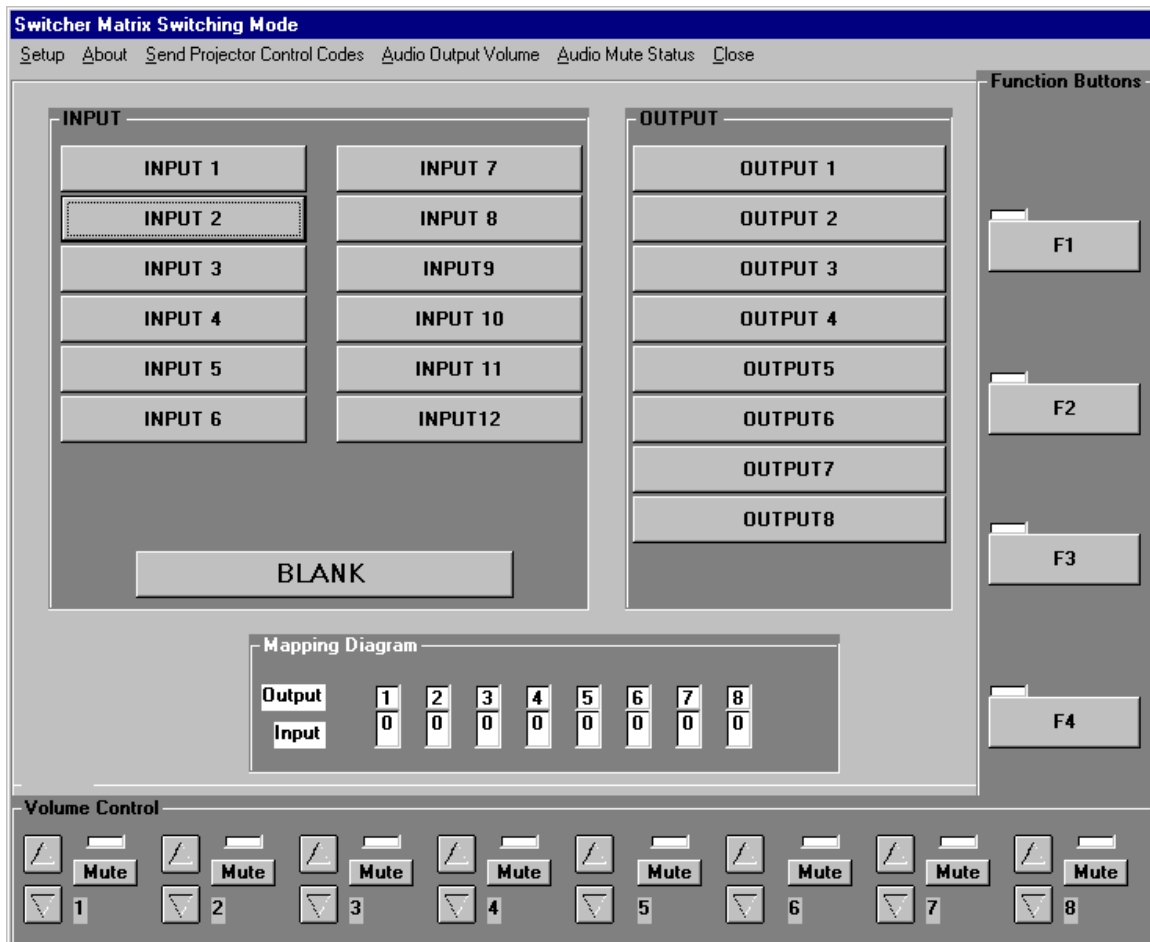 Switcher Matrix Switching Mode
Setup About Send Projector Control Codes Audio Output Volume Audio Mute Status Close
Function Buttons
INPUT
OUTPUT
INPUT 1
INPUT 7
OUTPUT 1
INPUT 2
INPUT 8
OUTPUT 2
F1
INPUT 3
INPUT9
OUTPUT 3
INPUT 4
INPUT 10
OUTPUT 4
INPUT 5
INPUT 11
OUTPUT5
F2
INPUT 6
INPUT12
OUTPUT6
OUTPUT7
OUTPUT8
F3
BLANK
Mapping Diagram
Output 1 2 3 4 5 6 7 8
Input 0 0 0 0 0 0 0 0
F4
Volume Control
Mute Mute Mute Mute Mute Mute Mute Mute
1 2 3 4 5 6 7 8